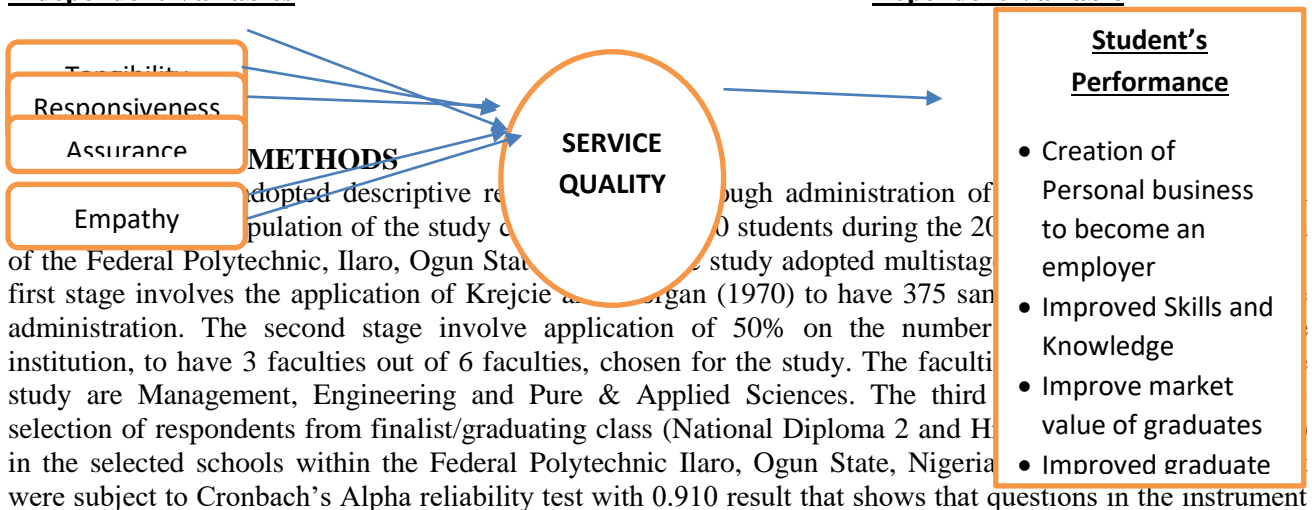 Tangibility
Responsiveness
Assurance
Empathy
SERVICE
QUALITY
Student's
Performance
• Creation of
Personal business
to become an
employer
• Improved Skills and
Knowledge
• Improve market
value of graduates
• Improved graduate
METHODS
adopted descriptive ough administration of
pulation of the study 0 students during the
of the Federal Polytechnic, Ilaro, Ogun study adopted
first stage involves the application of Krejcie (1970) to have 375
administration. The second stage involve application of 50% on the number
institution, to have 3 faculties out of 6 faculties, chosen for the study. The
study are Management, Engineering and Pure & Applied Sciences. The third
selection of respondents from finalist/graduating class (National Diploma 2 and
in the selected schools within the Federal Polytechnic Ilaro, Ogun State, Nigeria
were subject to Cronbach's Alpha reliability test with 0.910 result that shows that questions in the instrument